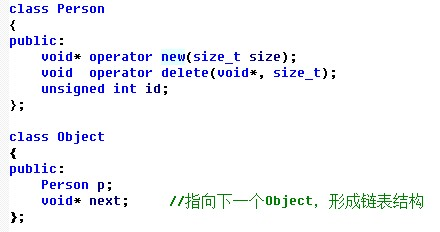 class Person
{
public:
void* operator new(size_t size);
void operator delete(void*, size_t);
unsigned int id;
};
class Object
{
public:
Person p;
void* next; //指向下一个Object，形成链表结构
};